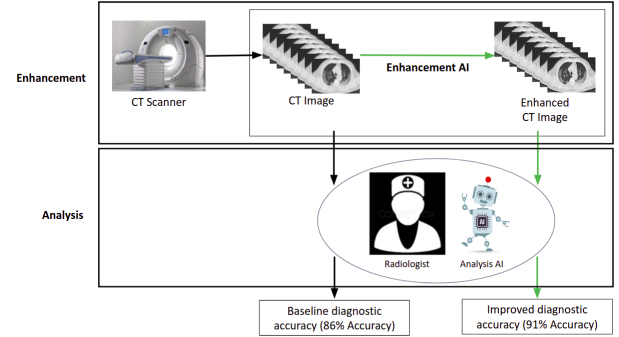 Enhancement
CT Scanner
CT Image
Enhancement AI
Enhanced
CT Image
Analysis
AI
Radiologist
Analysis AI
Baseline diagnostic
accuracy (86% Accuracy)
Improved diagnostic
accuracy (91% Accuracy)